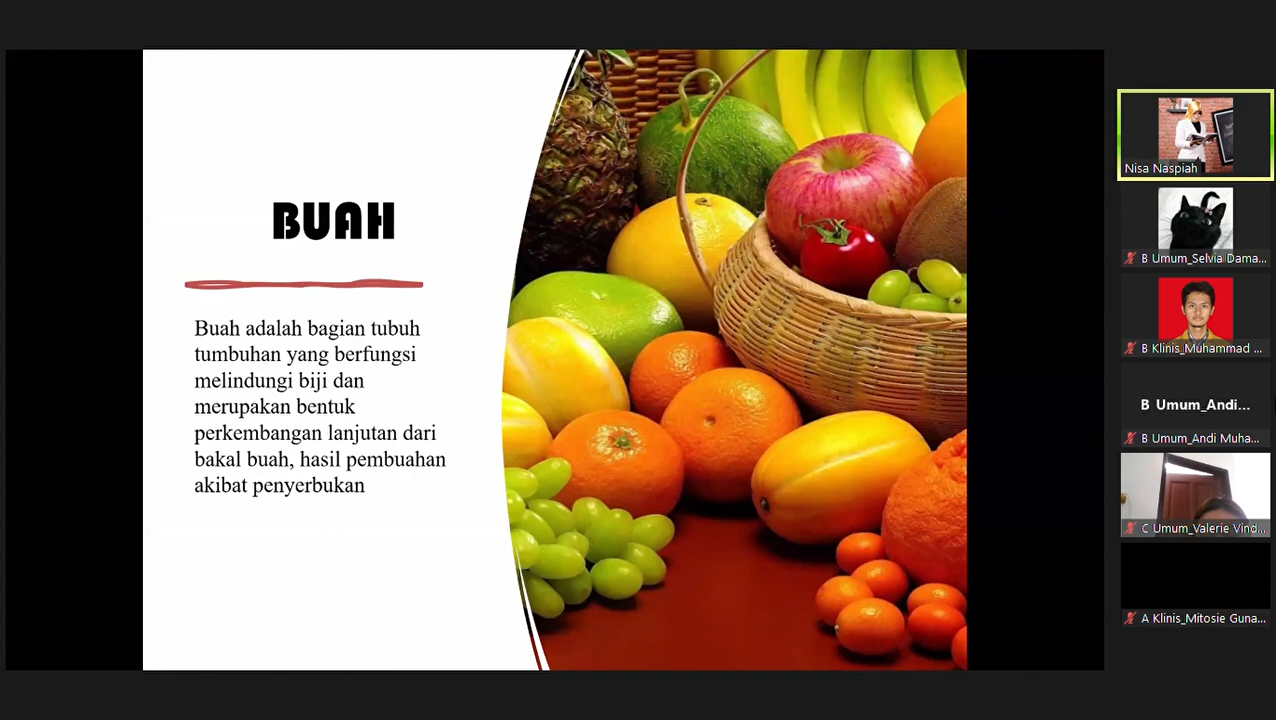 BUAH
Buah adalah bagian tubuh
tumbuhan yang berfungsi
melindungi biji dan
merupakan bentuk
perkembangan lanjutan dari
bakal buah, hasil pembuahan
akibat penyerbukan
Nisa Naspiah
B Umum_Selvia Dama...
B Klinis_Muhammad ...
B Umum_Andi...
B Umum_Andi Muha...
C Umum_Valerie Vind...
A Klinis_Mitosie Guna...